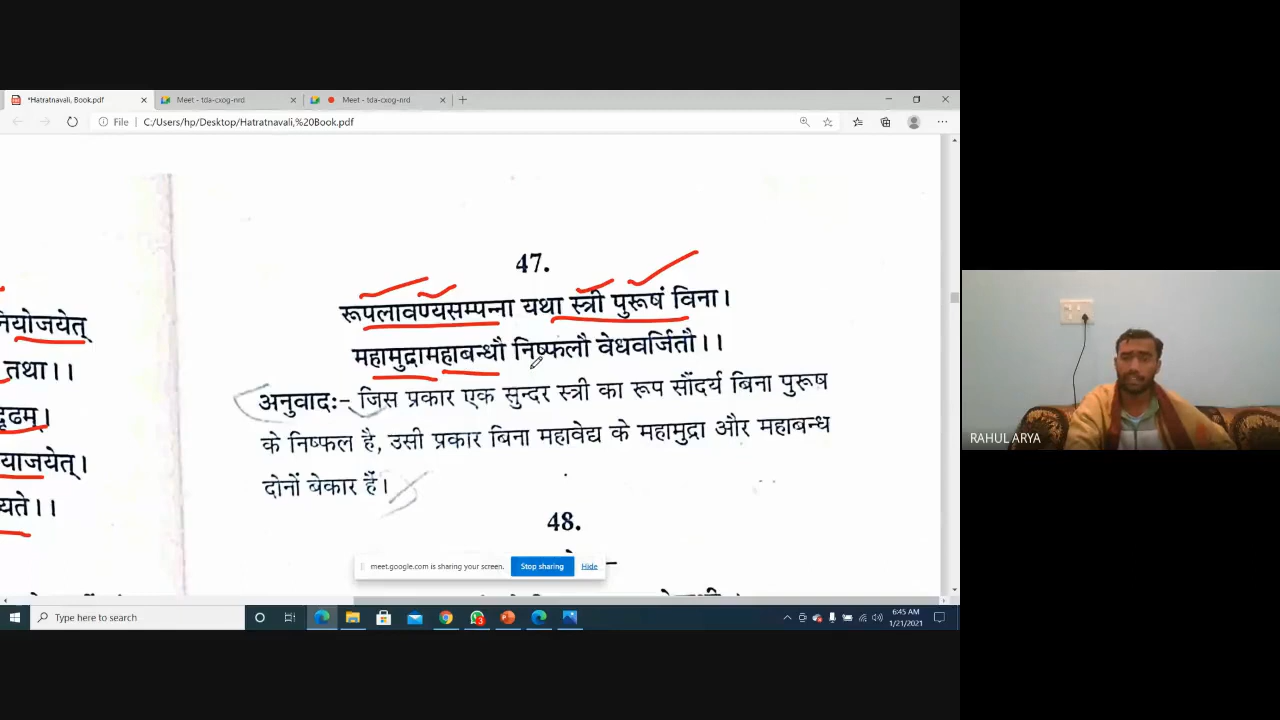 *Hatratnavali, Book.pdf
Meet - tda-cxog-nrd
Meet - tda-cxog-nrd
File
C:/Users/hp/Desktop/Hatratnavali,%20Book.pdf
47.
रूपलावण्यसम्पन्ना यथा स्त्री पुरूषं विना।
महामुद्रामहाबन्धौ निष्फलौ वेधवर्जितौ।।
अनुवादः- जिस प्रकार एक सुन्दर स्त्री का रूप सौंदर्य बिना पुरूष
के निष्फल है, उसी प्रकार बिना महावेद्य के महामुद्रा और महाबन्ध
दोनों बेकार हैं।
48.
तथा।।
meet.google.com is sharing your screen.
Stop sharing
Hide
Type here to search
3
6:45 AM
1/21/2021
RAHUL ARYA